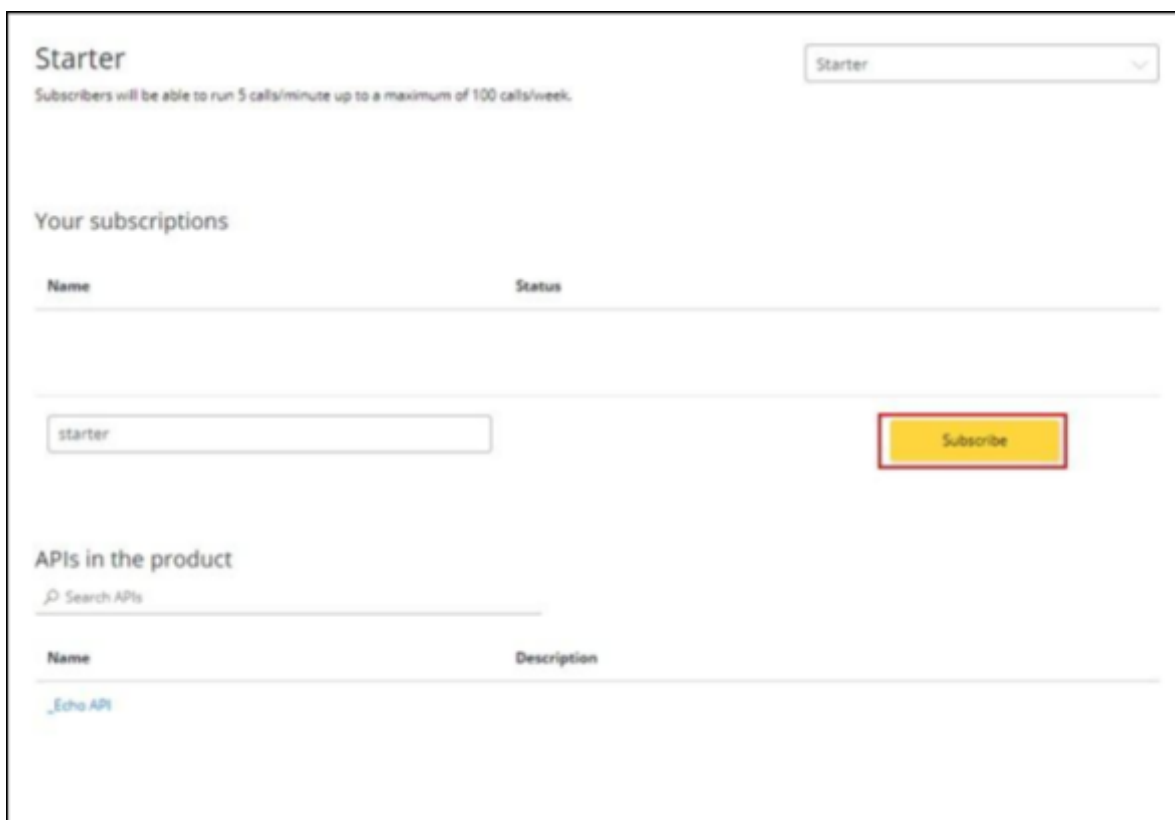 Starter
Starter
Subscribers will be able to run 5 calls/minute up to a maximum of 100 calls/week.
Your subscriptions
Name Status
starter Subscribe
APIs in the product
Search APIs
Name Description
_Echo API